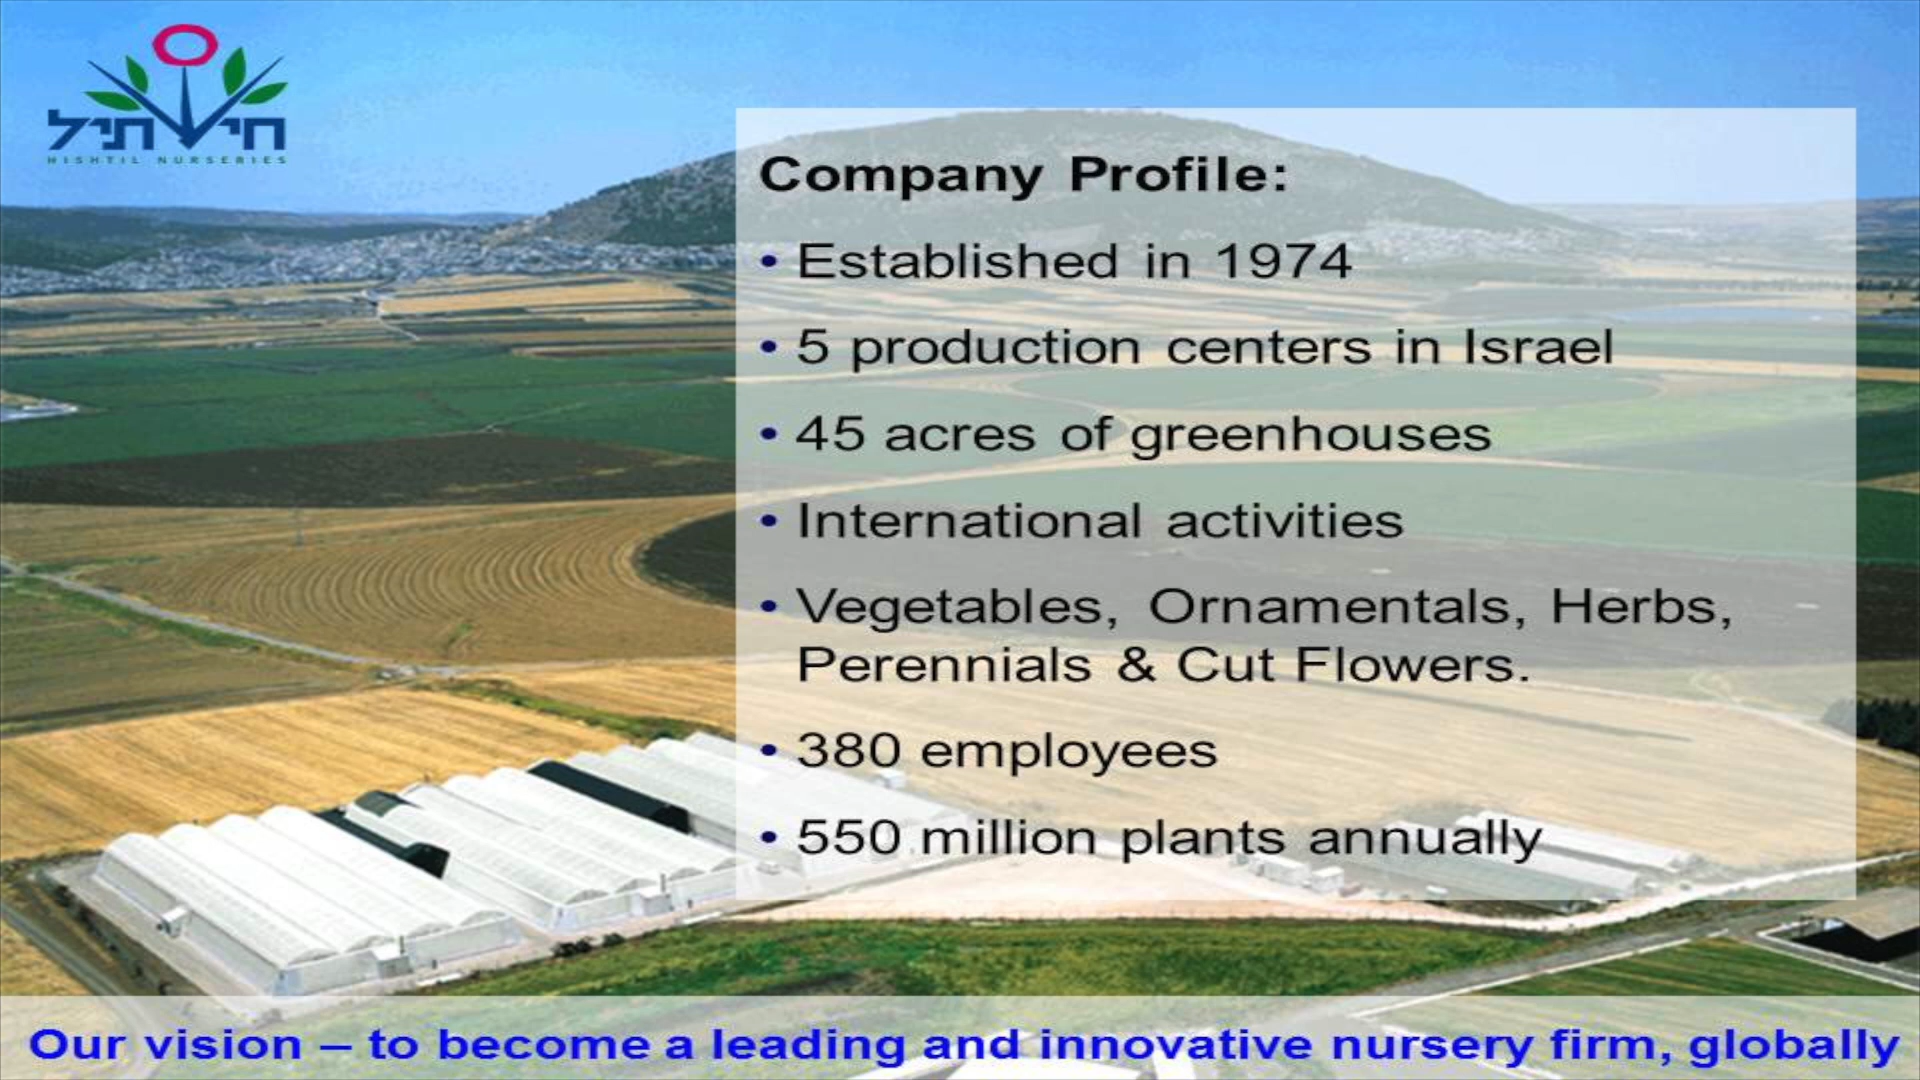 חישתיל
HISHTIL NURSERIES
Company Profile:
• Established in 1974
• 5 production centers in Israel
• 45 acres of greenhouses
• International activities
• Vegetables, Ornamentals, Herbs,
Perennials & Cut Flowers.
• 380 employees
• 550 million plants annually
Our vision – to become a leading and innovative nursery firm, globally